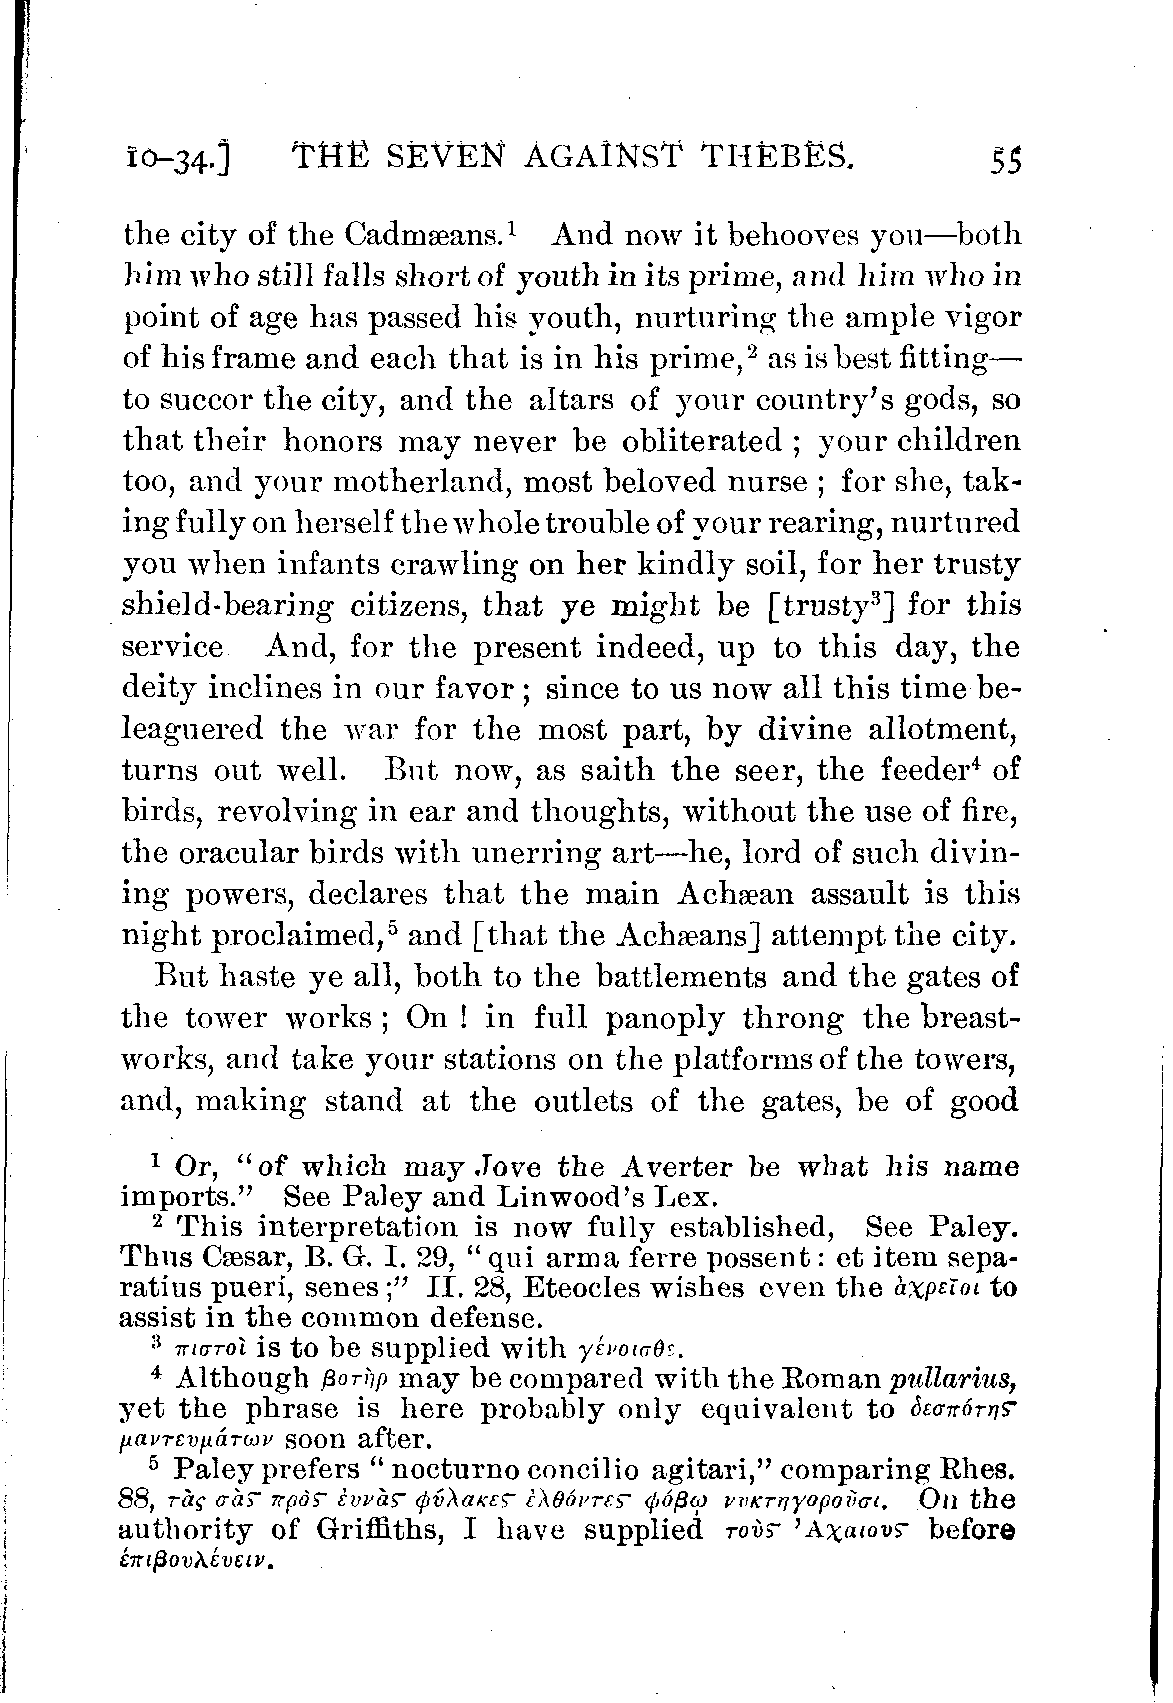 10–34.] THE SEVEN AGAINST THEBES. 55
the city of the Cadmæans.¹ And now it behooves you—both
him who still falls short of youth in its prime, and him who in
point of age has passed his youth, nurturing the ample vigor
of his frame and each that is in his prime,² as is best fitting—
to succor the city, and the altars of your country's gods, so
that their honors may never be obliterated ; your children
too, and your motherland, most beloved nurse ; for she, tak-
ing fully on herself the whole trouble of your rearing, nurtured
you when infants crawling on her kindly soil, for her trusty
shield-bearing citizens, that ye might be [trusty³] for this
service And, for the present indeed, up to this day, the
deity inclines in our favor ; since to us now all this time be-
leaguered the war for the most part, by divine allotment,
turns out well. But now, as saith the seer, the feeder⁴ of
birds, revolving in ear and thoughts, without the use of fire,
the oracular birds with unerring art—he, lord of such divin-
ing powers, declares that the main Achæan assault is this
night proclaimed,⁵ and [that the Achæans] attempt the city.
But haste ye all, both to the battlements and the gates of
the tower works ; On ! in full panoply throng the breast-
works, and take your stations on the platforms of the towers,
and, making stand at the outlets of the gates, be of good
¹ Or, "of which may Jove the Averter be what his name
imports." See Paley and Linwood's Lex.
² This interpretation is now fully established, See Paley.
Thus Cæsar, B. G. I. 29, "qui arma ferre possent : et item sepa-
ratius pueri, senes ;" II. 28, Eteocles wishes even the ἀχρεῖοι to
assist in the common defense.
³ πιστοὶ is to be supplied with γένοισθε.
⁴ Although βοτὴρ may be compared with the Roman pullarius,
yet the phrase is here probably only equivalent to δεσπότης
μαντευμάτων soon after.
⁵ Paley prefers "nocturno concilio agitari," comparing Rhes.
88, τὰς σὰς πρὸς ἐυνὰς φύλακες ἐλθόντες φόβῳ νυκτηγοροῦσι. On the
authority of Griffiths, I have supplied τοὺς Ἀχαιους before
ἐπιβουλέυειν.